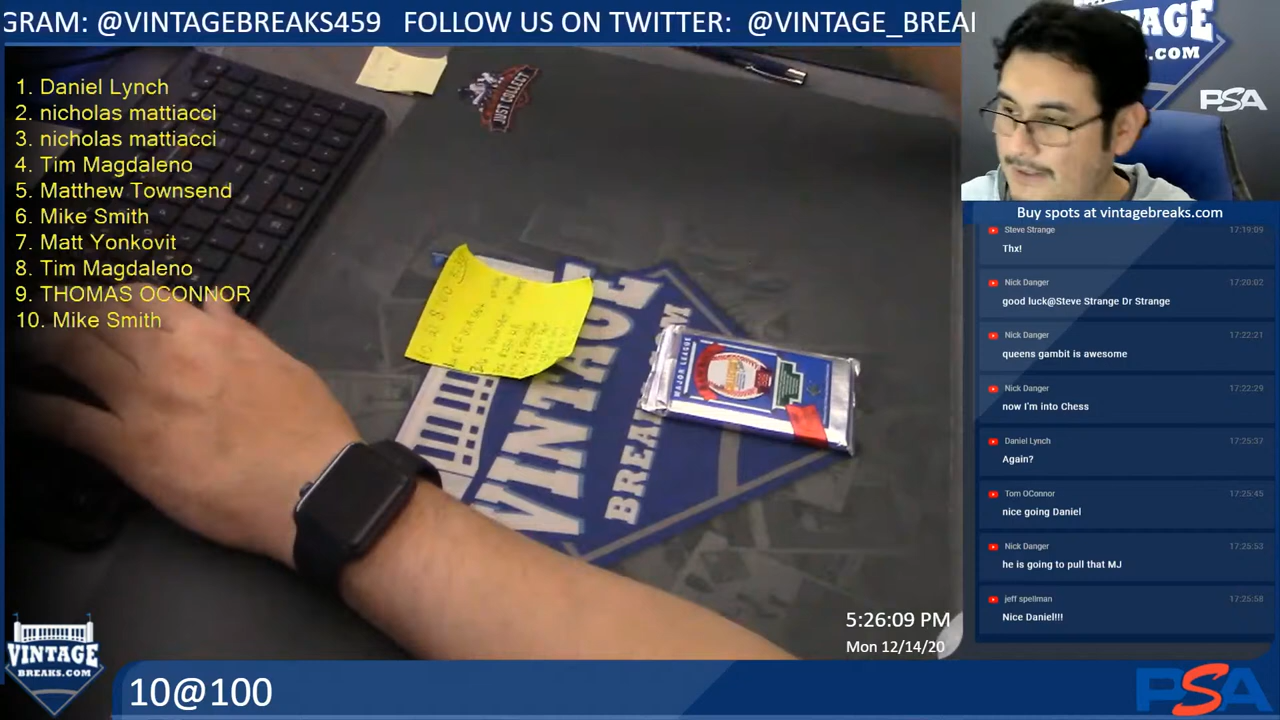 GRAM: @VINTAGEBREAKS459 FOLLOW US ON TWITTER: @VINTAGE_BREA
1. Daniel Lynch
2. nicholas mattiacci
3. nicholas mattiacci
4. Tim Magdaleno
5. Matthew Townsend
6. Mike Smith
7. Matt Yonkovit
8. Tim Magdaleno
9. THOMAS OCONNOR
10. Mike Smith
JUST COLLECT
VINTAGE
BREA
MAJOR LEAGUE
VINTAGE
.COM
PSA
Buy spots at vintagebreaks.com
Steve Strange 17:19:09
Thx!
Nick Danger 17:20:02
good luck@Steve Strange Dr Strange
Nick Danger 17:22:21
queens gambit is awesome
Nick Danger 17:22:29
now I'm into Chess
Daniel Lynch 17:25:37
Again?
Tom OConnor 17:25:45
nice going Daniel
Nick Danger 17:25:53
he is going to pull that MJ
jeff spellman 17:25:58
Nice Daniel!!!
5:26:09 PM
Mon 12/14/20
VINTAGE
BREAKS.COM
10@100
PSA